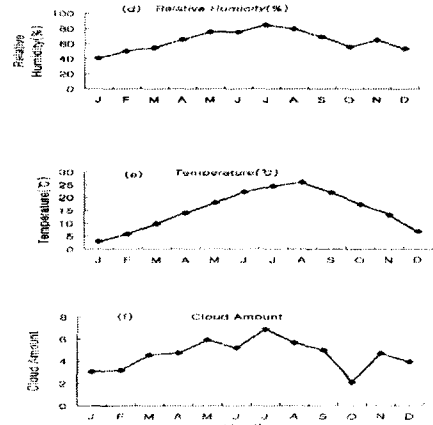 (d) Relative Humidity(%)
Relative
Humidity(%)
100
80
60
40
20
0
J F M A M J J A S O N D
(e) Temperature(℃)
Temperature(℃)
30
25
20
15
10
5
0
J F M A M J J A S O N D
(f) Cloud Amount
Cloud Amount
8
6
4
2
0
J F M A M J J A S O N D